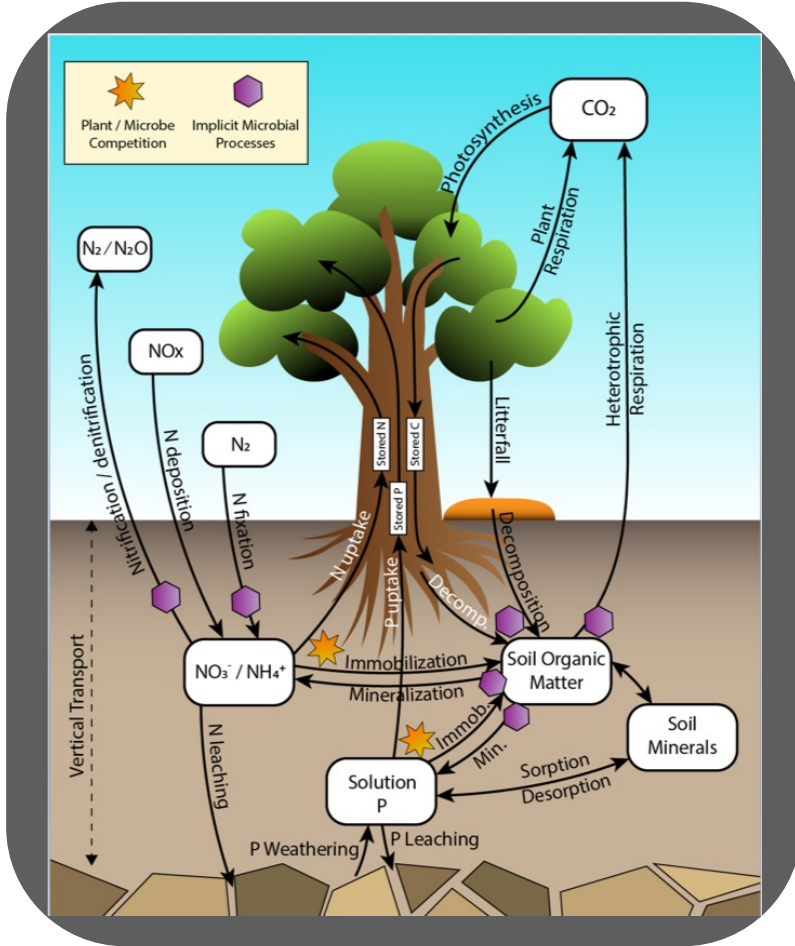 Plant / Microbe
Competition
Implicit Microbial
Processes
CO₂
Photosynthesis
Plant
Respiration
N₂ / N₂O
NOx
N₂
Heterotrophic
Respiration
Nitrification / denitrification
N deposition
N fixation
Stored N
Stored C
Stored P
Litterfall
Decomposition
N uptake
P uptake
Decomp.
NO₃⁻ / NH₄⁺
Immobilization
Mineralization
Soil Organic
Matter
Vertical Transport
N leaching
Immob.
Min.
Soil
Minerals
Solution
P
Sorption
Desorption
P Weathering
P Leaching